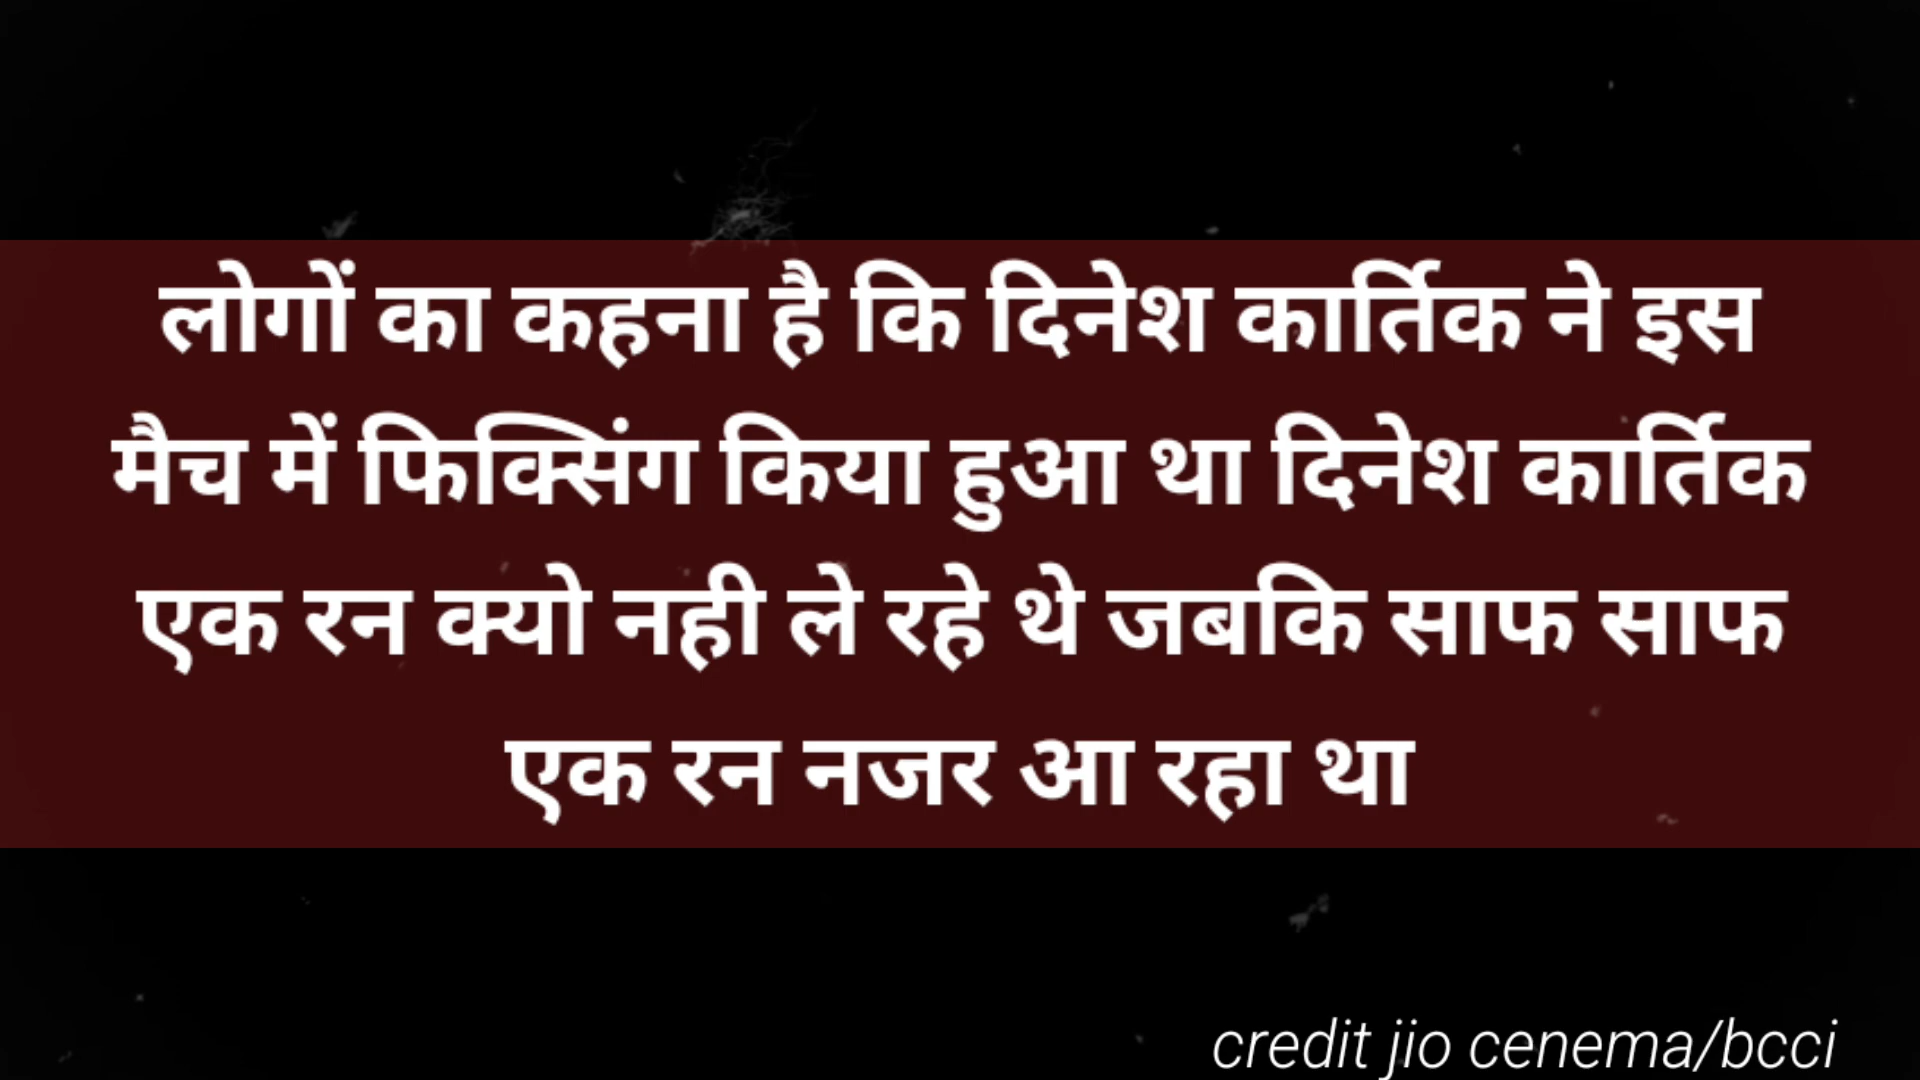 लोगों का कहना है कि दिनेश कार्तिक ने इस
मैच में फिक्सिंग किया हुआ था दिनेश कार्तिक
एक रन क्यो नही ले रहे थे जबकि साफ साफ
एक रन नजर आ रहा था
credit jio cenema/bcci